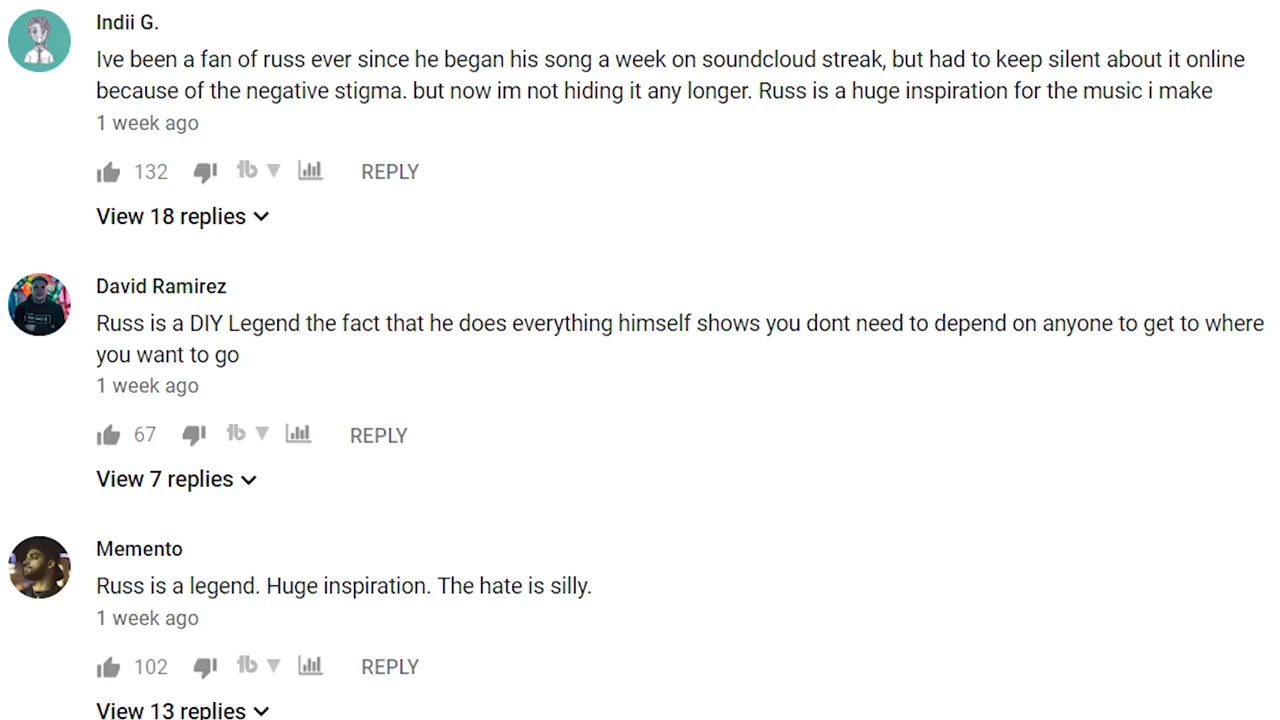 Indii G.
Ive been a fan of russ ever since he began his song a week on soundcloud streak, but had to keep silent about it online
because of the negative stigma. but now im not hiding it any longer. Russ is a huge inspiration for the music i make
1 week ago
132 REPLY
View 18 replies
David Ramirez
Russ is a DIY Legend the fact that he does everything himself shows you dont need to depend on anyone to get to where
you want to go
1 week ago
67 REPLY
View 7 replies
Memento
Russ is a legend. Huge inspiration. The hate is silly.
1 week ago
102 REPLY
View 13 replies